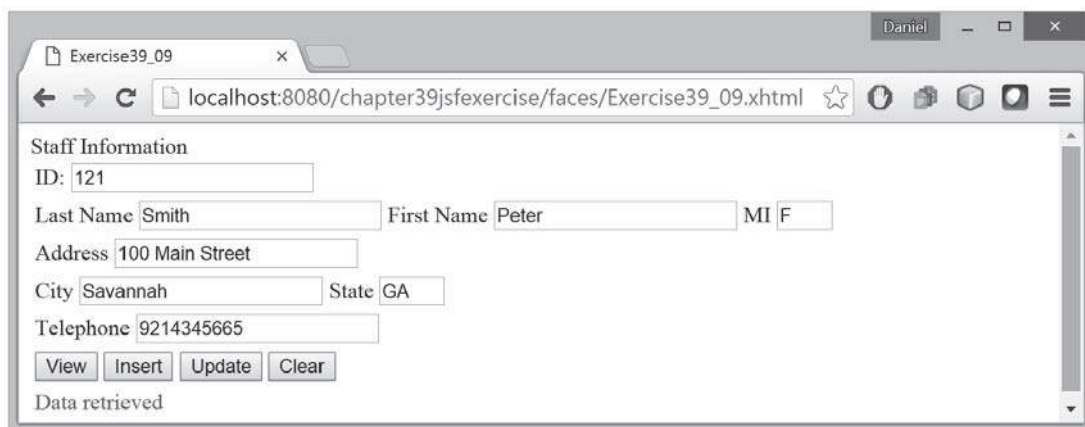 Daniel
Exercise39_09
localhost:8080/chapter39jsfexercise/faces/Exercise39_09.xhtml
Staff Information
ID: 121
Last Name Smith First Name Peter MI F
Address 100 Main Street
City Savannah State GA
Telephone 9214345665
View Insert Update Clear
Data retrieved